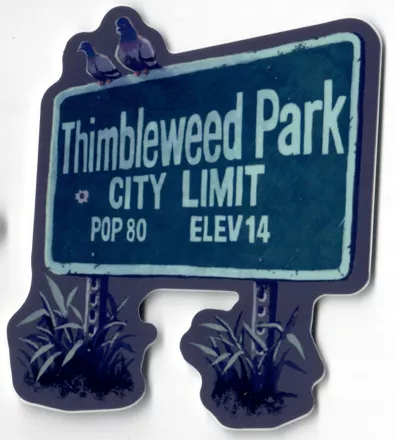 Thimbleweed Park
CITY LIMIT
POP 80 ELEV 14